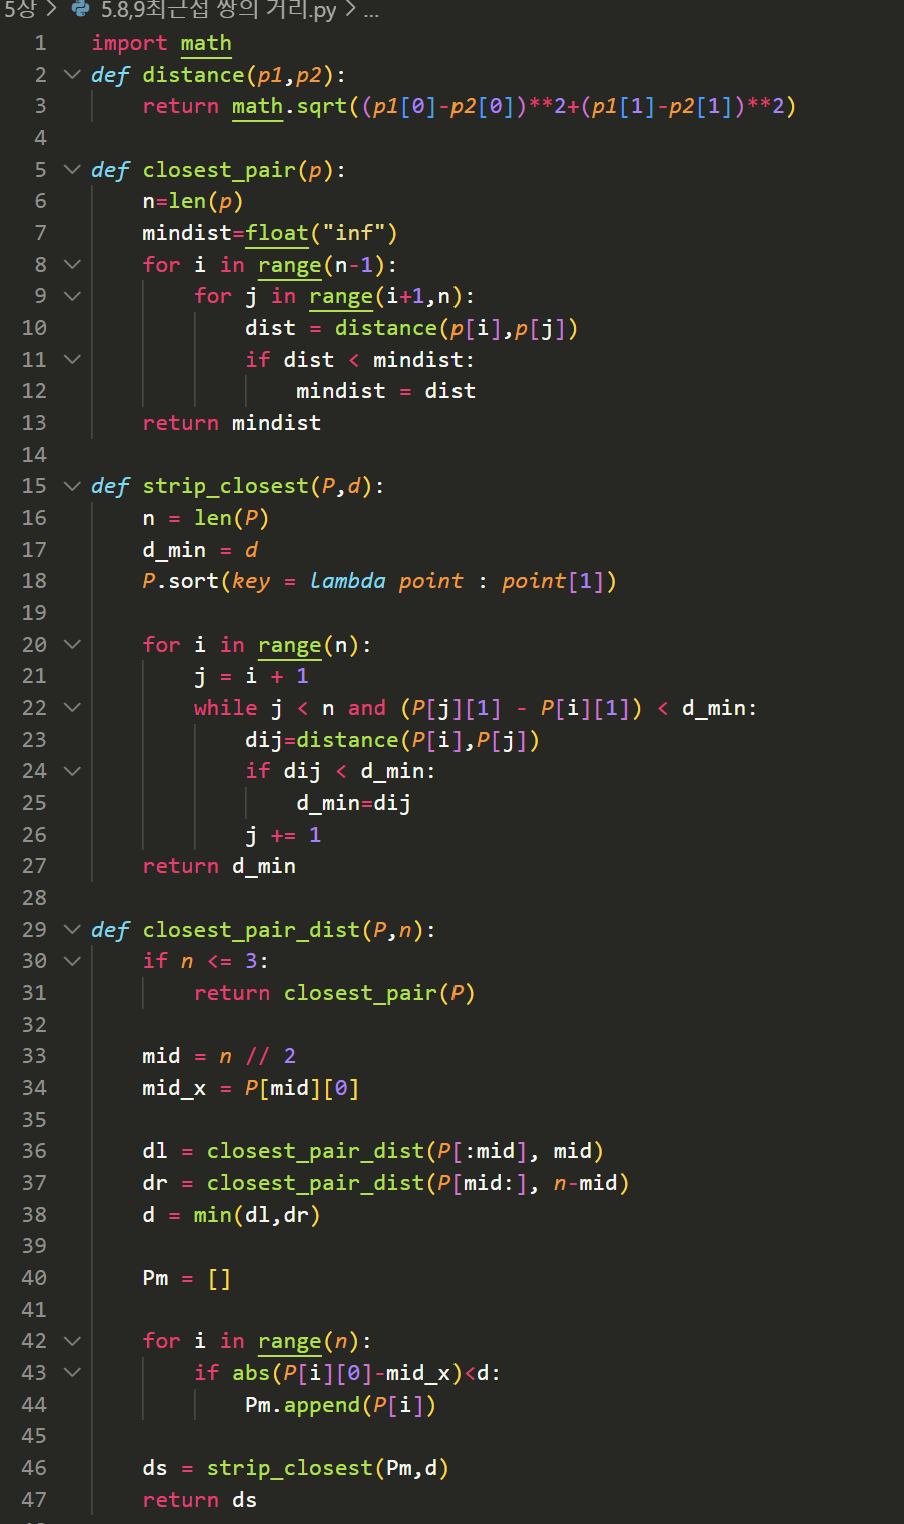 5장 > 5.8,9최근접 쌍의 거리.py > ...
1 import math
2 def distance(p1,p2):
3     return math.sqrt((p1[0]-p2[0])**2+(p1[1]-p2[1])**2)
4
5 def closest_pair(p):
6     n=len(p)
7     mindist=float("inf")
8     for i in range(n-1):
9         for j in range(i+1,n):
10             dist = distance(p[i],p[j])
11             if dist < mindist:
12                 mindist = dist
13     return mindist
14
15 def strip_closest(P,d):
16     n = len(P)
17     d_min = d
18     P.sort(key = lambda point : point[1])
19
20     for i in range(n):
21         j = i + 1
22         while j < n and (P[j][1] - P[i][1]) < d_min:
23             dij=distance(P[i],P[j])
24             if dij < d_min:
25                 d_min=dij
26             j += 1
27     return d_min
28
29 def closest_pair_dist(P,n):
30     if n <= 3:
31         return closest_pair(P)
32
33     mid = n // 2
34     mid_x = P[mid][0]
35
36     dl = closest_pair_dist(P[:mid], mid)
37     dr = closest_pair_dist(P[mid:], n-mid)
38     d = min(dl,dr)
39
40     Pm = []
41
42     for i in range(n):
43         if abs(P[i][0]-mid_x)<d:
44             Pm.append(P[i])
45
46     ds = strip_closest(Pm,d)
47     return ds